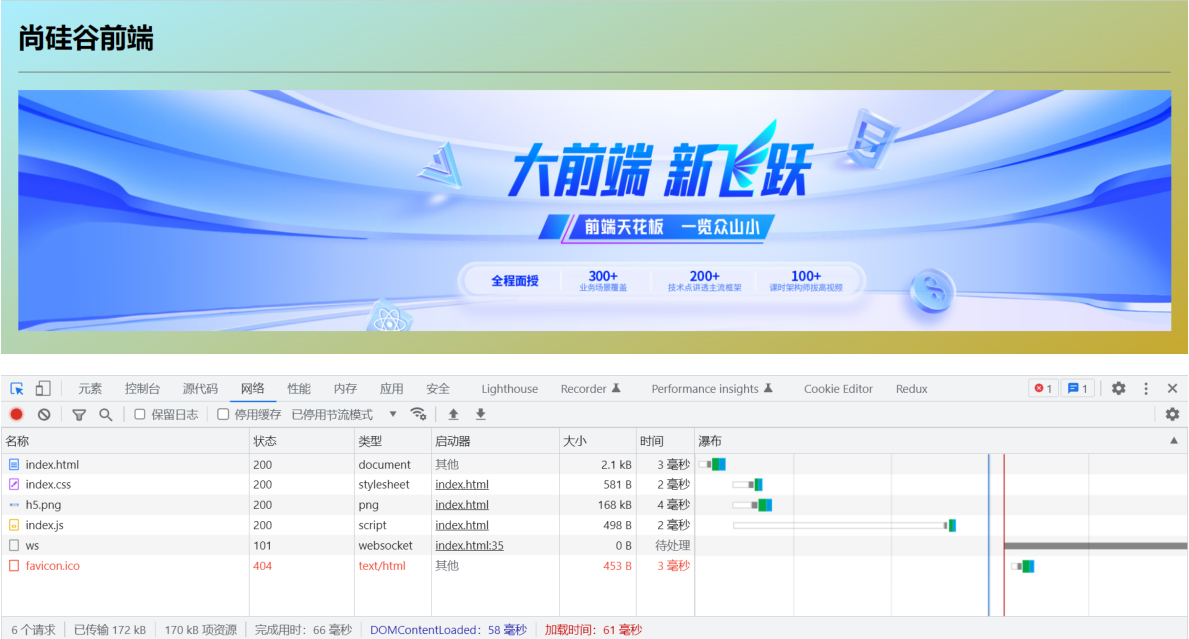 尚硅谷前端
大前端 新飞跃
前端天花板 一览众山小
全程面授 300+ 200+ 100+
业务场景覆盖 技术点讲透主流框架 课时架构师拔高视频
元素 控制台 源代码 网络 性能 内存 应用 安全 Lighthouse Recorder Performance insights Cookie Editor Redux 1 1
保留日志 停用缓存 已停用节流模式
名称 状态 类型 启动器 大小 时间 瀑布
index.html 200 document 其他 2.1 kB 3 毫秒
index.css 200 stylesheet index.html 581 B 2 毫秒
h5.png 200 png index.html 168 kB 4 毫秒
index.js 200 script index.html 498 B 2 毫秒
ws 101 websocket index.html:35 0 B 待处理
favicon.ico 404 text/html 其他 453 B 3 毫秒
6 个请求 已传输 172 kB 170 kB 项资源 完成用时：66 毫秒 DOMContentLoaded：58 毫秒 加载时间：61 毫秒